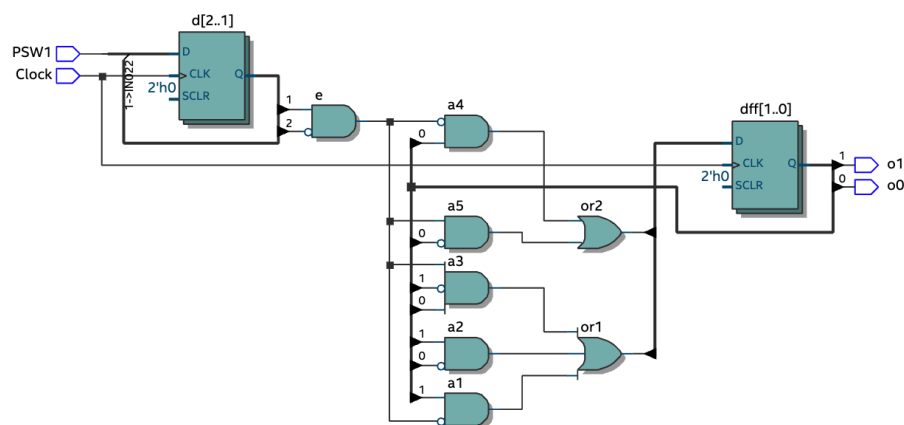 d[2..1]
PSW1
D
Clock
CLK
Q
2'h0
SCLR
1->IN022
1
e
2
a4
0
dff[1..0]
D
CLK
Q
1
o1
2'h0
SCLR
0
o0
a5
0
or2
a3
1
0
a2
1
0
or1
a1
1